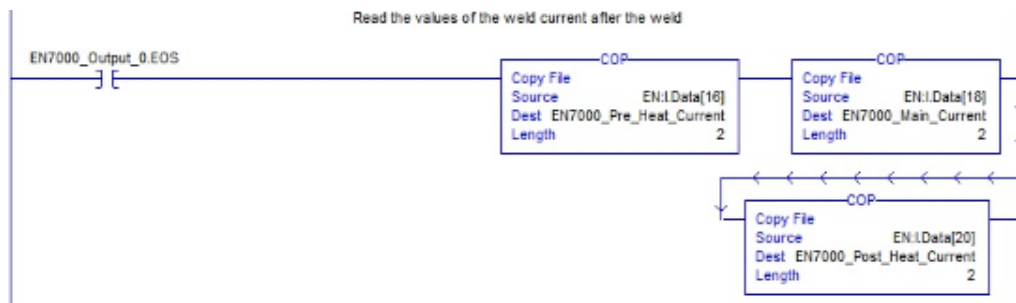 Read the values of the weld current after the weld
EN7000_Output_0.EOS
COP
Copy File
Source EN:I.Data[16]
Dest EN7000_Pre_Heat_Current
Length 2
COP
Copy File
Source EN:I.Data[18]
Dest EN7000_Main_Current
Length 2
COP
Copy File
Source EN:I.Data[20]
Dest EN7000_Post_Heat_Current
Length 2